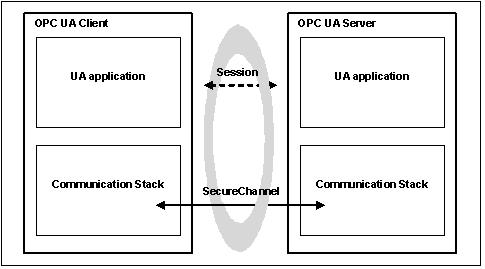 OPC UA Client
OPC UA Server
UA application
Session
UA application
Communication Stack
SecureChannel
Communication Stack